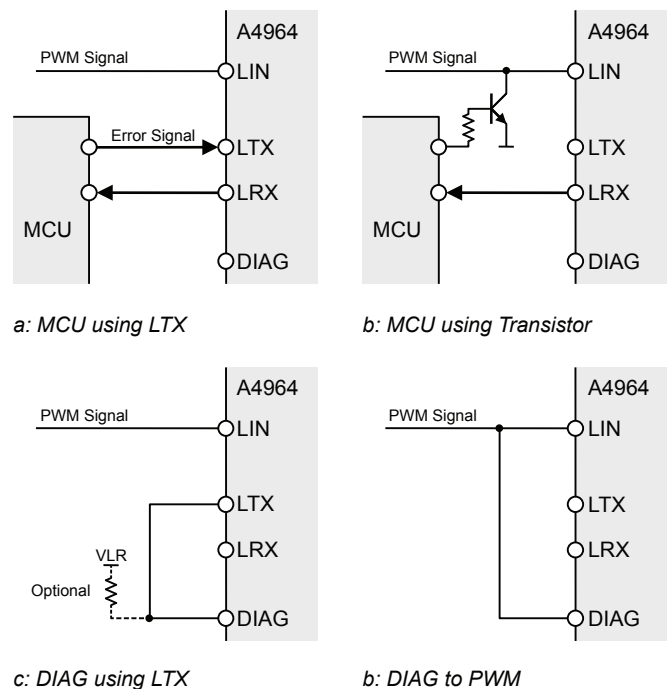 A4964
PWM Signal
LIN
Error Signal
LTX
LRX
MCU
DIAG
a: MCU using LTX
A4964
PWM Signal
LIN
LTX
LRX
MCU
DIAG
b: MCU using Transistor
A4964
PWM Signal
LIN
LTX
VLR
LRX
Optional
DIAG
c: DIAG using LTX
A4964
PWM Signal
LIN
LTX
LRX
DIAG
b: DIAG to PWM